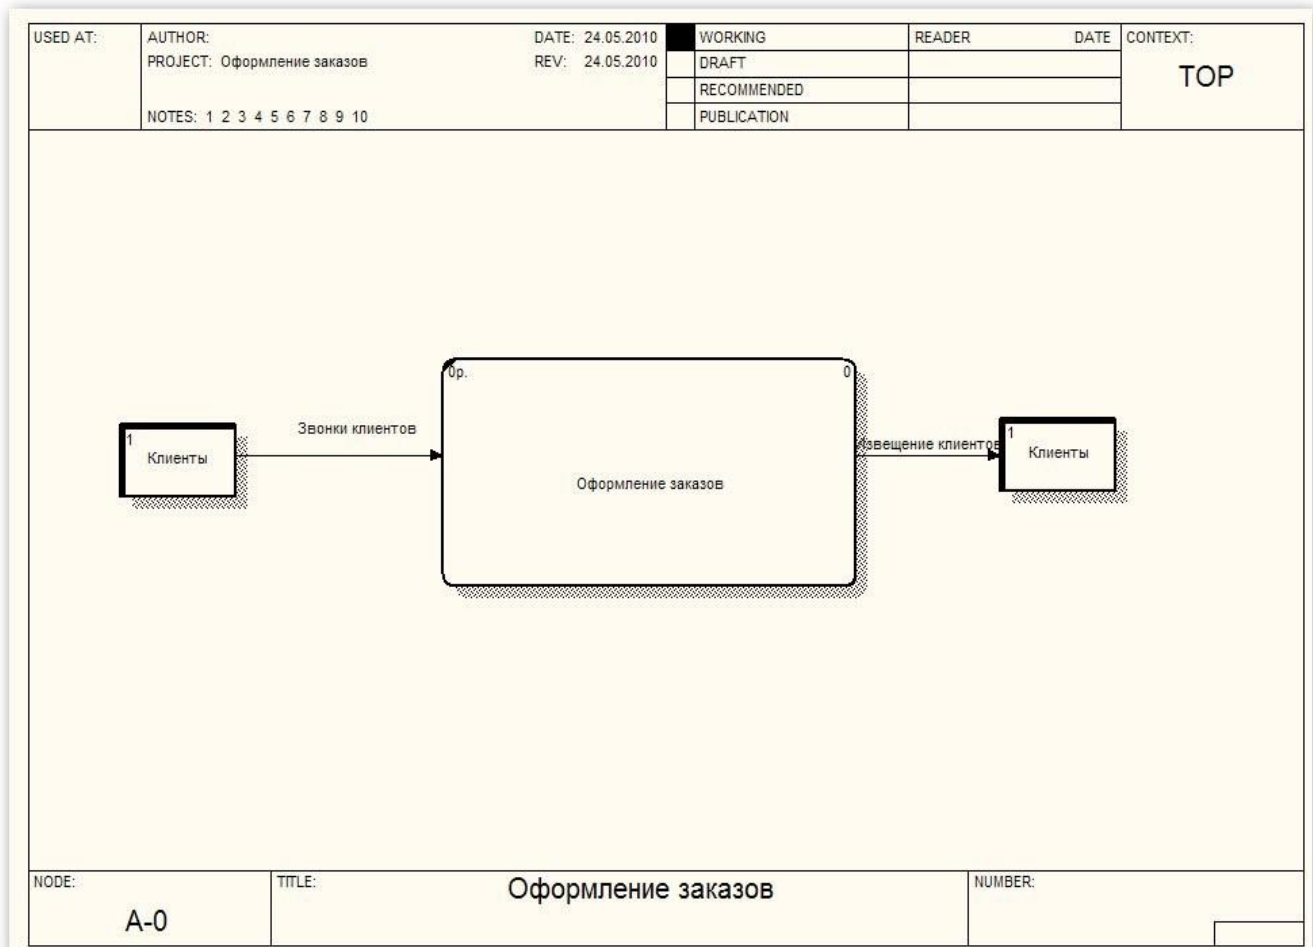 USED AT:
AUTHOR:
DATE: 24.05.2010
PROJECT: Оформление заказов
REV: 24.05.2010
NOTES: 1 2 3 4 5 6 7 8 9 10
WORKING
DRAFT
RECOMMENDED
PUBLICATION
READER DATE
CONTEXT:
TOP
0р. 0
Звонки клиентов
1
Клиенты
Оформление заказов
Извещение клиентов
1
Клиенты
NODE:
A-0
TITLE:
Оформление заказов
NUMBER: